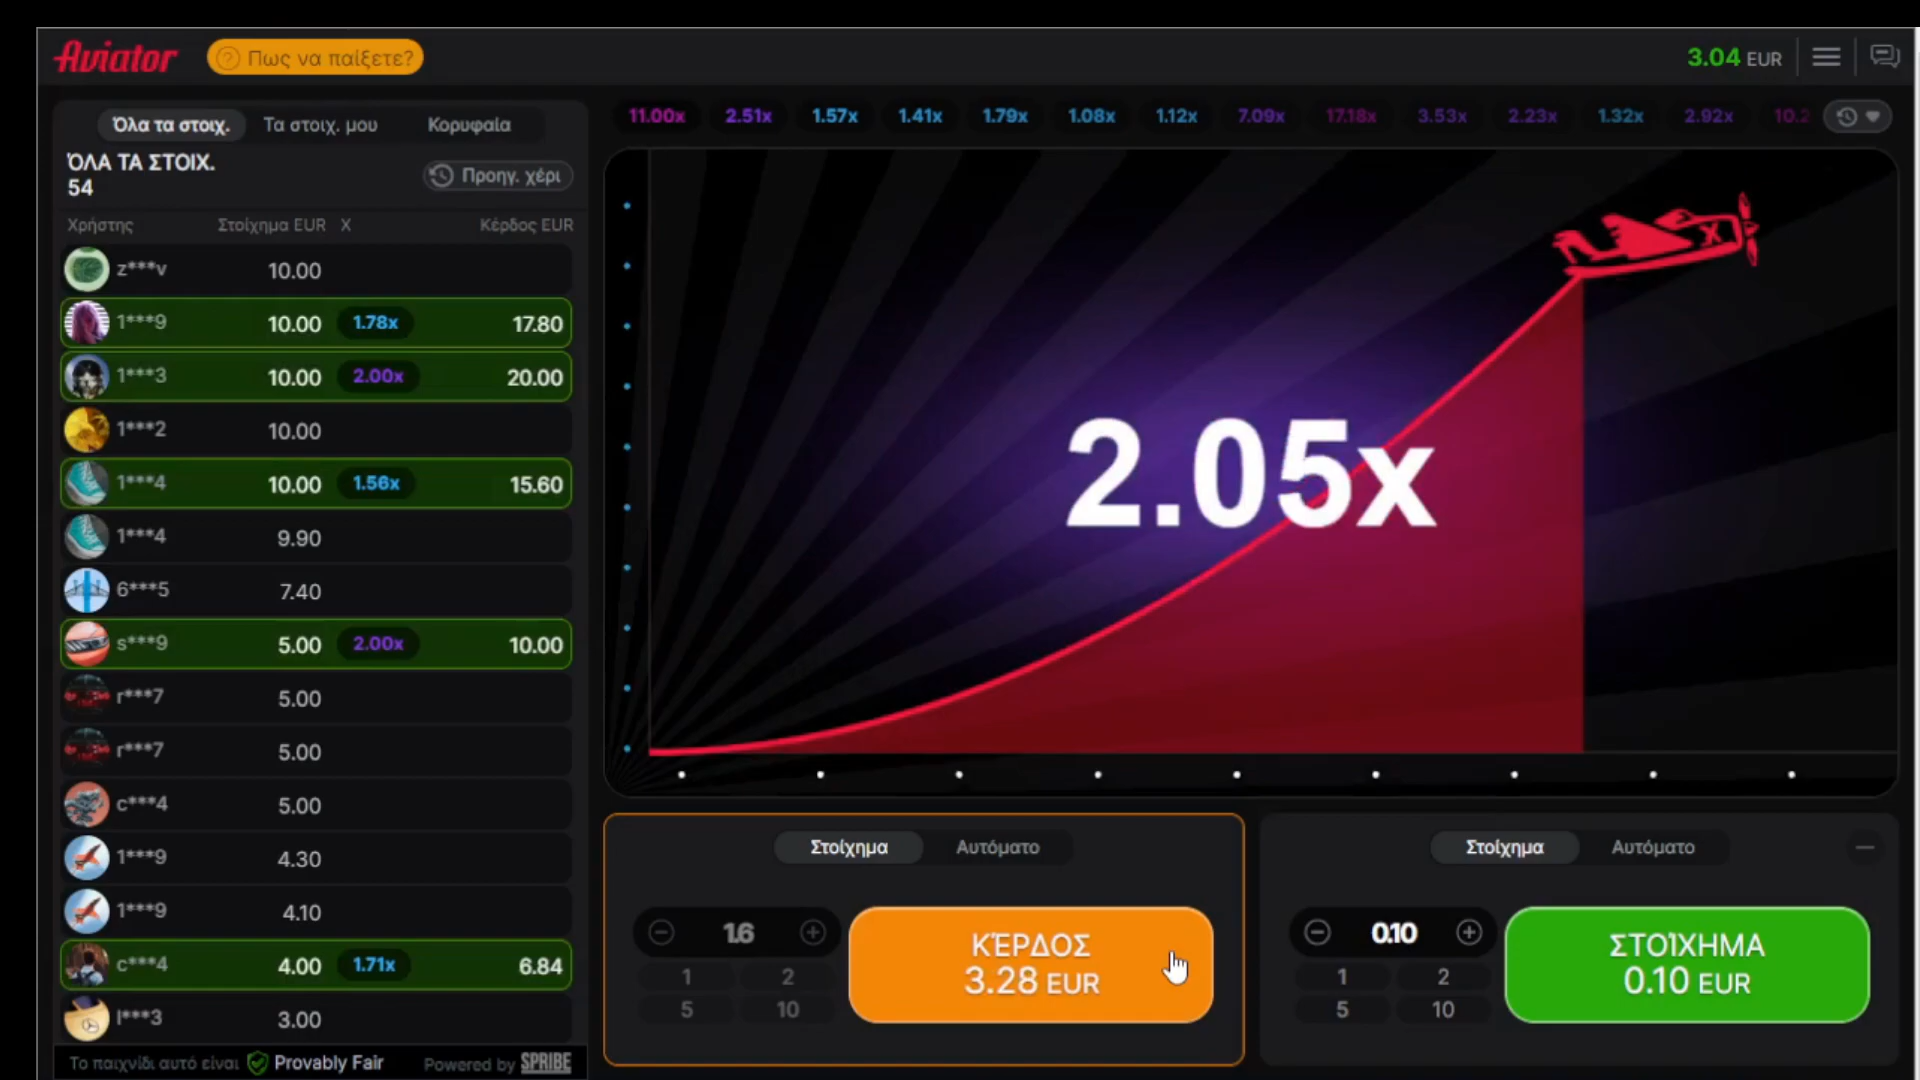 Aviator
Πως να παίξετε?
3.04 EUR
Όλα τα στοιχ.
Τα στοιχ. μου
Κορυφαία
ΌΛΑ ΤΑ ΣΤΟΙΧ.
54
Προηγ. χέρι
Χρήστης Στοίχημα EUR X Κέρδος EUR
z***v 10.00
1***9 10.00 1.78x 17.80
1***3 10.00 2.00x 20.00
1***2 10.00
1***4 10.00 1.56x 15.60
1***4 9.90
6***5 7.40
s***9 5.00 2.00x 10.00
r***7 5.00
r***7 5.00
c***4 5.00
1***9 4.30
1***9 4.10
c***4 4.00 1.71x 6.84
l***3 3.00
Το παιχνίδι αυτό είναι Provably Fair
Powered by SPRIBE
11.00x 2.51x 1.57x 1.41x 1.79x 1.08x 1.12x 7.09x 17.18x 3.53x 2.23x 1.32x 2.92x 10.2
2.05x
Στοίχημα Αυτόματο
1.6
1 2
5 10
ΚΈΡΔΟΣ
3.28 EUR
Στοίχημα Αυτόματο
0.10
1 2
5 10
ΣΤΟΊΧΗΜΑ
0.10 EUR